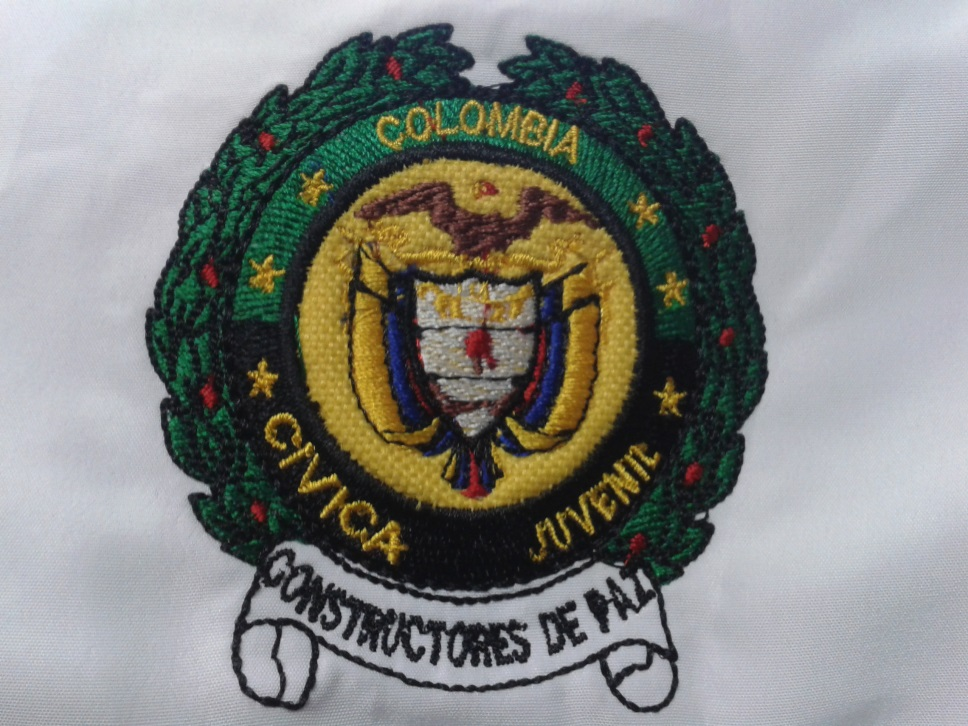 COLOMBIA
CIVICA JUVENIL
CONSTRUCTORES DE PAZ